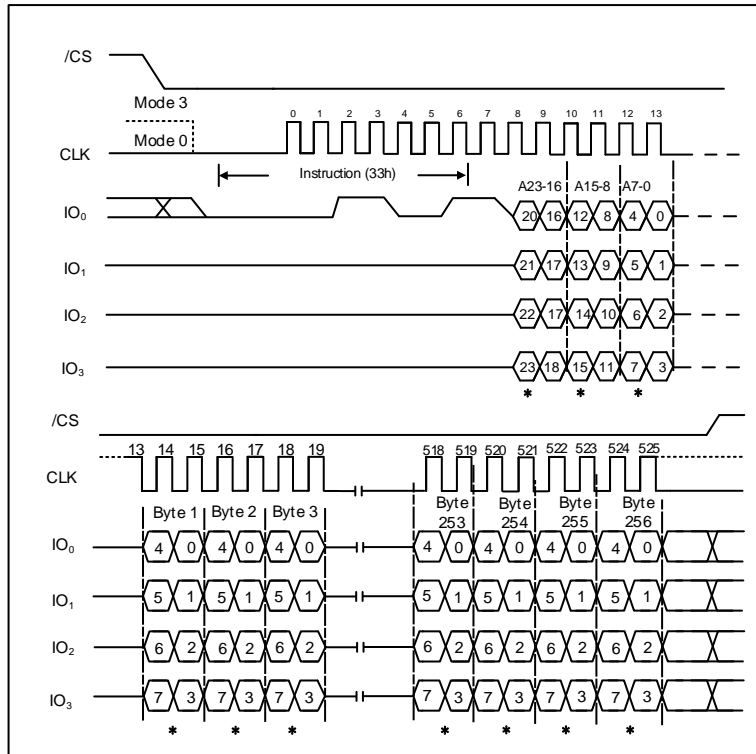 /CS
Mode 3
Mode 0
CLK
0 1 2 3 4 5 6 7 8 9 10 11 12 13
Instruction (33h)
A23-16 A15-8 A7-0
IO0 20 16 12 8 4 0
IO1 21 17 13 9 5 1
IO2 22 17 14 10 6 2
IO3 23 18 15 11 7 3
* * *
/CS
13 14 15 16 17 18 19 518 519 520 521 522 523 524 525
CLK
Byte 1 Byte 2 Byte 3 Byte 253 Byte 254 Byte 255 Byte 256
IO0 4 0 4 0 4 0 4 0 4 0 4 0 4 0
IO1 5 1 5 1 5 1 5 1 5 1 5 1 5 1
IO2 6 2 6 2 6 2 6 2 6 2 6 2 6 2
IO3 7 3 7 3 7 3 7 3 7 3 7 3 7 3
* * * * * * *